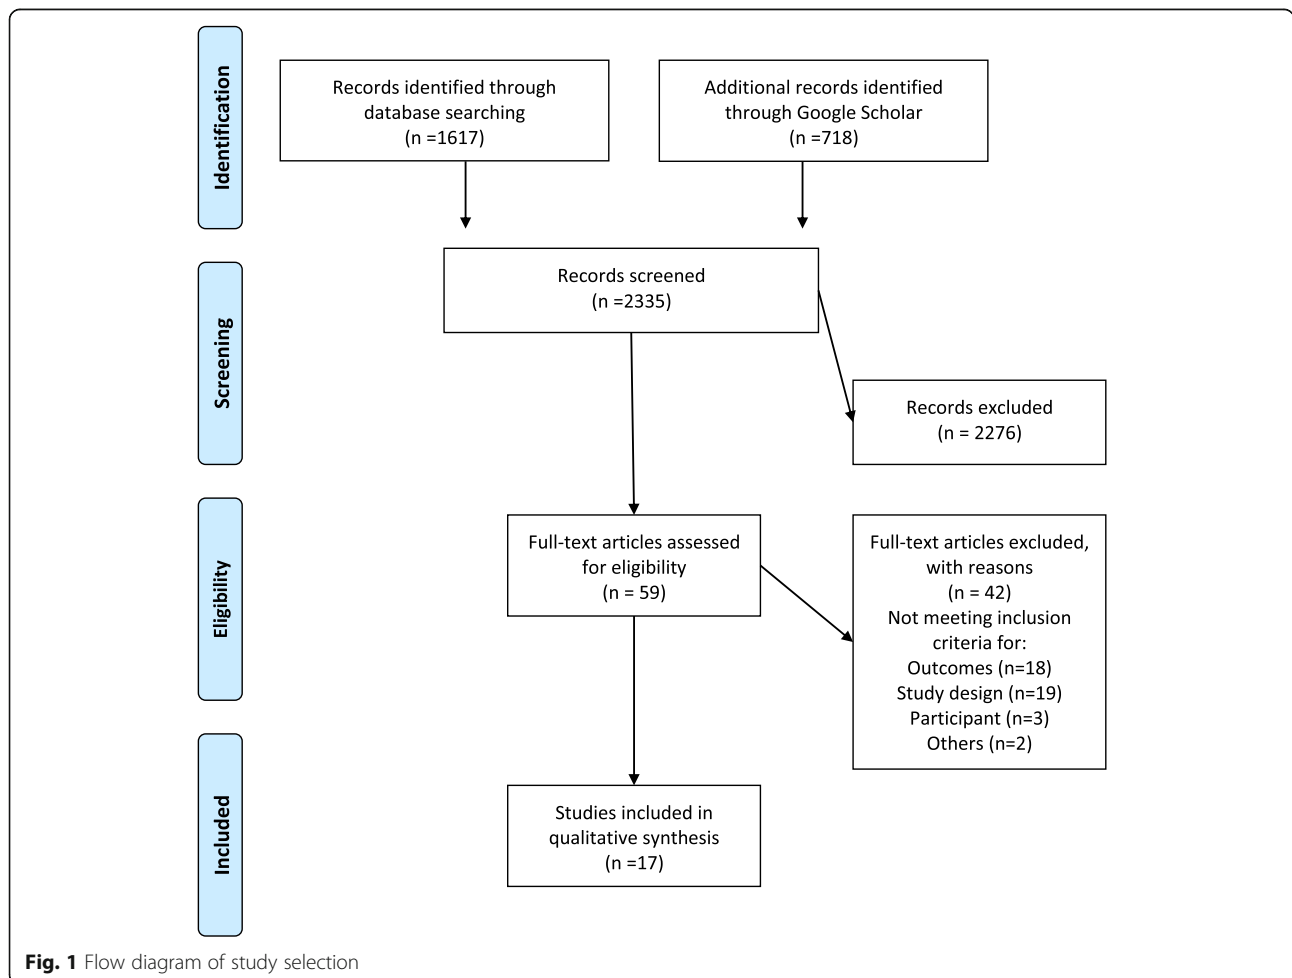 Identification
Records identified through
database searching
(n =1617)
Additional records identified
through Google Scholar
(n =718)
Screening
Records screened
(n =2335)
Records excluded
(n = 2276)
Eligibility
Full-text articles assessed
for eligibility
(n = 59)
Full-text articles excluded,
with reasons
(n = 42)
Not meeting inclusion
criteria for:
Outcomes (n=18)
Study design (n=19)
Participant (n=3)
Others (n=2)
Included
Studies included in
qualitative synthesis
(n =17)
Fig. 1 Flow diagram of study selection